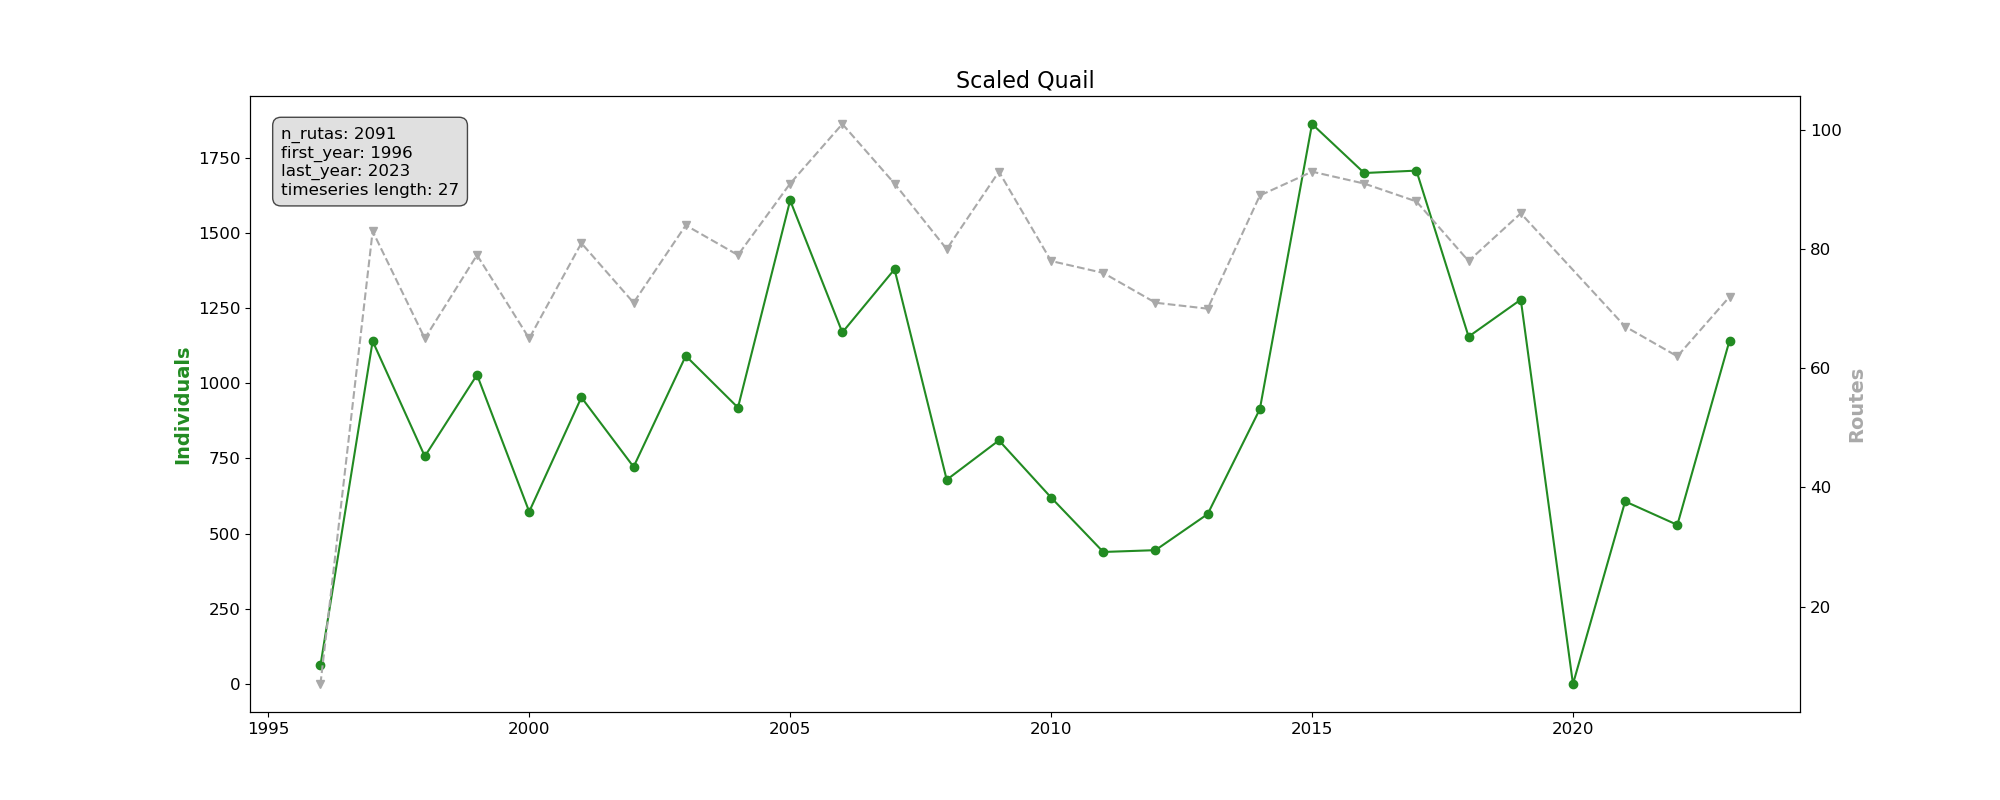 Scaled Quail
n_rutas: 2091
first_year: 1996
last_year: 2023
timeseries length: 27
1750
1500
1250
1000
750
500
250
0
Individuals
100
80
60
40
20
Routes
1995
2000
2005
2010
2015
2020